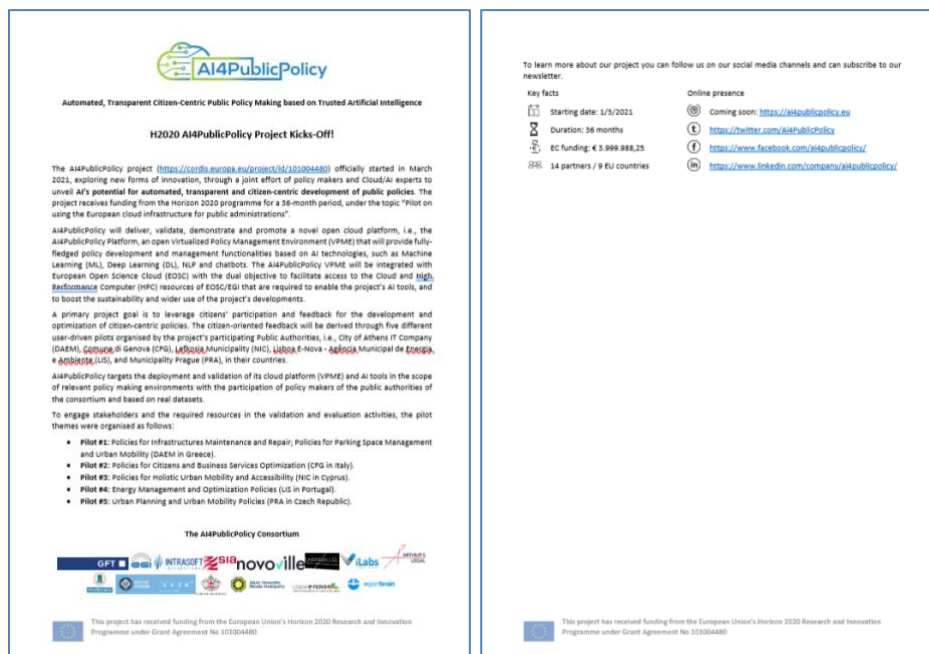 AI4PublicPolicy
Automated, Transparent Citizen-Centric Public Policy Making based on Trusted Artificial Intelligence
H2020 AI4PublicPolicy Project Kicks-Off!
The AI4PublicPolicy project (https://cordis.europa.eu/project/id/101004480) officially started in March
2021, exploring new forms of innovation, through a joint effort of policy makers and Cloud/AI experts to
unveil AI's potential for automated, transparent and citizen-centric development of public policies. The
project receives funding from the Horizon 2020 programme for a 36-month period, under the topic "Pilot on
using the European cloud infrastructure for public administrations".
AI4PublicPolicy will deliver, validate, demonstrate and promote a novel open cloud platform, i.e., the
AI4PublicPolicy Platform, an open Virtualized Policy Management Environment (VPME) that will provide fully-
fledged policy development and management functionalities based on AI technologies, such as Machine
Learning (ML), Deep Learning (DL), NLP and chatbots. The AI4PublicPolicy VPME will be integrated with
European Open Science Cloud (EOSC) with the dual objective to facilitate access to the Cloud and High
Performance Computer (HPC) resources of EOSC/EGI that are required to enable the project's AI tools, and
to boost the sustainability and wider use of the project's developments.
A primary project goal is to leverage citizens' participation and feedback for the development and
optimization of citizen-centric policies. The citizen-oriented feedback will be derived through five different
user-driven pilots organised by the project's participating Public Authorities, i.e., City of Athens IT Company
(DAEM), Comune di Genova (CFG), Lefkosia Municipality (NIC), Lisboa E-Nova - Agência Municipal de Energia
e Ambiente (LIS), and Municipality Prague (PRA), in their countries.
AI4PublicPolicy targets the deployment and validation of its cloud platform (VPME) and AI tools in the scope
of relevant policy making environments with the participation of policy makers of the public authorities of
the consortium and based on real datasets.
To engage stakeholders and the required resources in the validation and evaluation activities, the pilot
themes were organised as follows:
• Pilot #1: Policies for Infrastructures Maintenance and Repair; Policies for Parking Space Management
and Urban Mobility (DAEM in Greece).
• Pilot #2: Policies for Citizens and Business Services Optimization (CFG in Italy).
• Pilot #3: Policies for Holistic Urban Mobility and Accessibility (NIC in Cyprus).
• Pilot #4: Energy Management and Optimization Policies (LIS in Portugal).
• Pilot #5: Urban Planning and Urban Mobility Policies (PRA in Czech Republic).
The AI4PublicPolicy Consortium
GFT egi INTRASOFT INTERNATIONAL sia novoville iLabs ARTHUR'S LEGAL
e-nova reportbrain
This project has received funding from the European Union's Horizon 2020 Research and Innovation
Programme under Grant Agreement No 101004480
To learn more about our project you can follow us on our social media channels and can subscribe to our
newsletter.
Key facts
Starting date: 1/3/2021
Duration: 36 months
EC funding: € 3.999.988,25
14 partners / 9 EU countries
Online presence
Coming soon: https://ai4publicpolicy.eu
https://twitter.com/AI4PublicPolicy
https://www.facebook.com/ai4publicpolicy/
https://www.linkedin.com/company/ai4publicpolicy/
This project has received funding from the European Union's Horizon 2020 Research and Innovation
Programme under Grant Agreement No 101004480